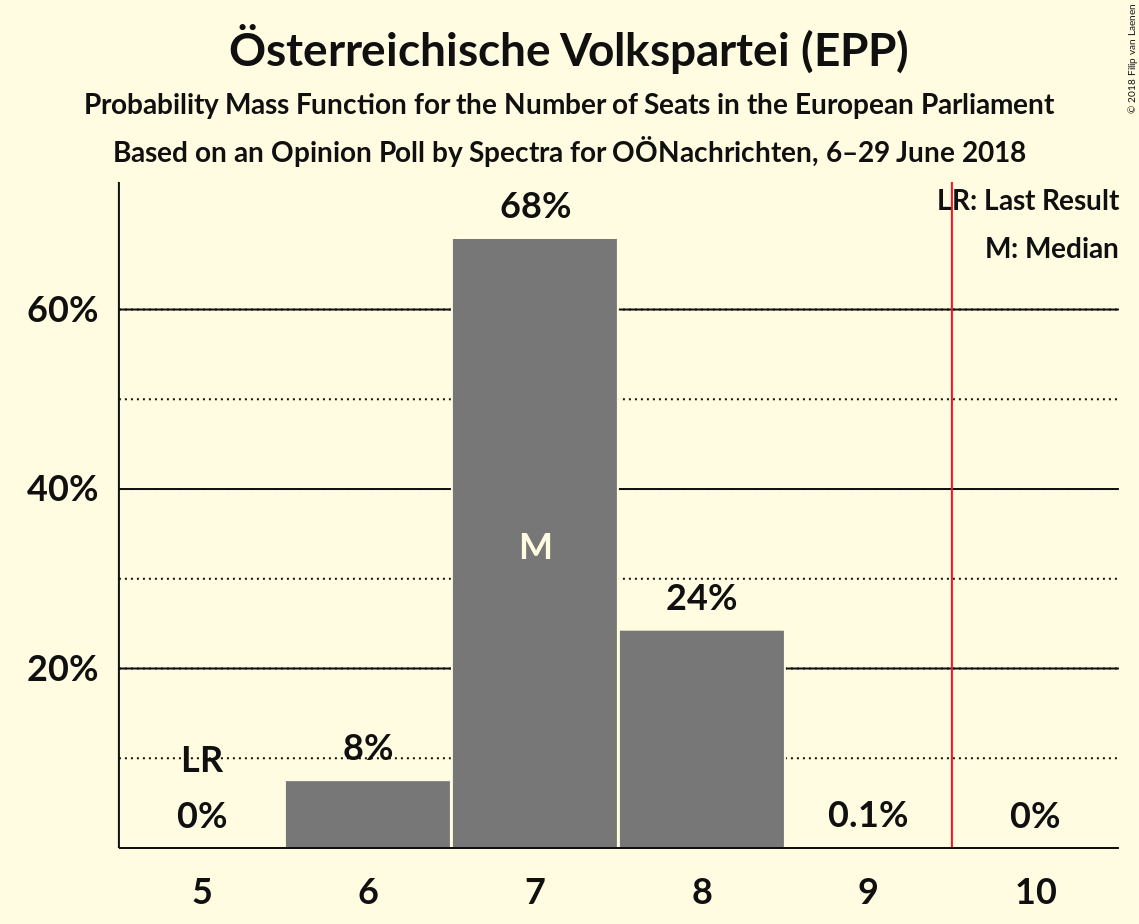 Österreichische Volkspartei (EPP)
Probability Mass Function for the Number of Seats in the European Parliament
Based on an Opinion Poll by Spectra for OÖNachrichten, 6–29 June 2018
© 2018 Filip van Laenen
LR: Last Result
M: Median
68%
60%
40%
M
24%
20%
8%
LR
0%
0.1%
0%
5 6 7 8 9 10